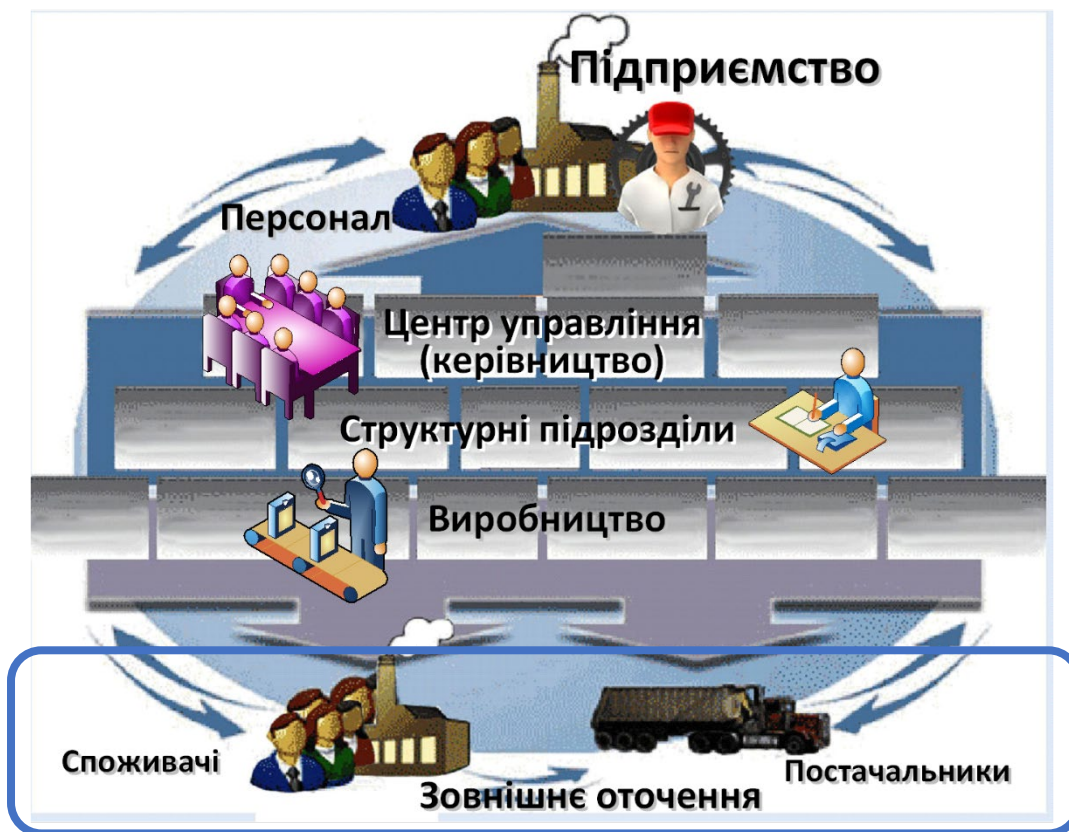 Підприємство
Персонал
Центр управління
(керівництво)
Структурні підрозділи
Виробництво
Споживачі
Постачальники
Зовнішнє оточення